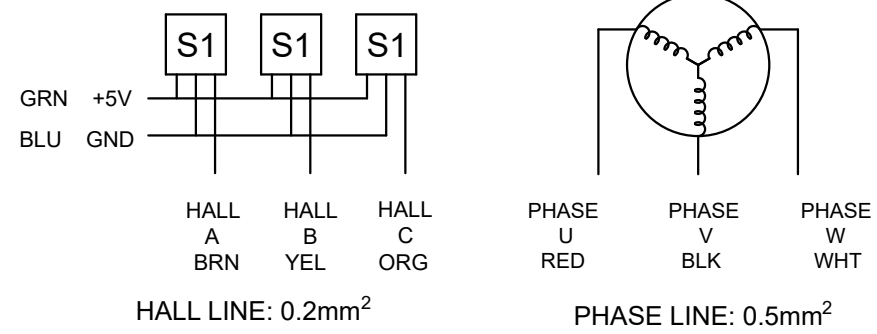 S1 S1 S1
GRN +5V
BLU GND
HALL A BRN
HALL B YEL
HALL C ORG
HALL LINE: 0.2mm²
PHASE U RED
PHASE V BLK
PHASE W WHT
PHASE LINE: 0.5mm²